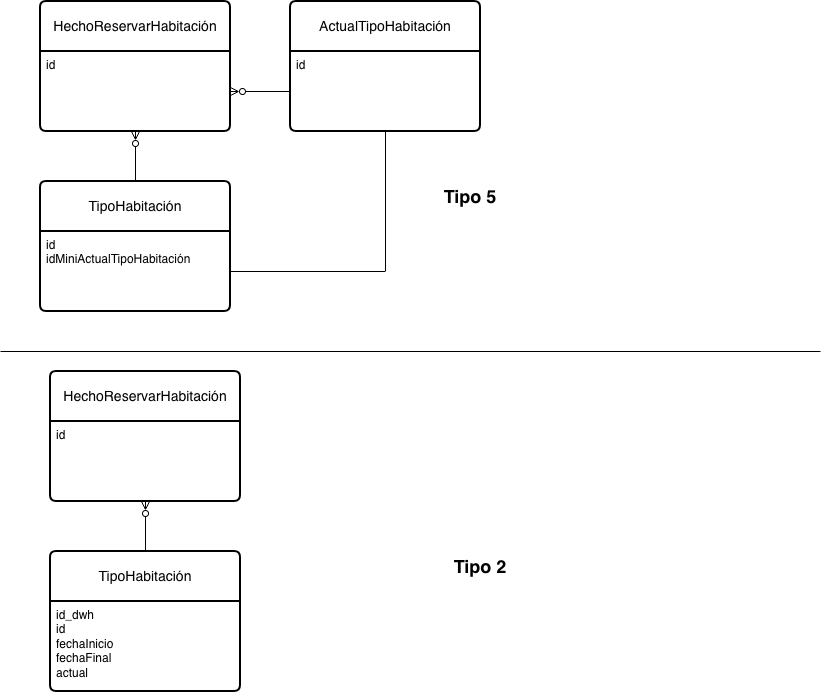 HechoReservarHabitación
id
ActualTipoHabitación
id
TipoHabitación
id
idMiniActualTipoHabitación
Tipo 5
HechoReservarHabitación
id
TipoHabitación
id_dwh
id
fechaInicio
fechaFinal
actual
Tipo 2